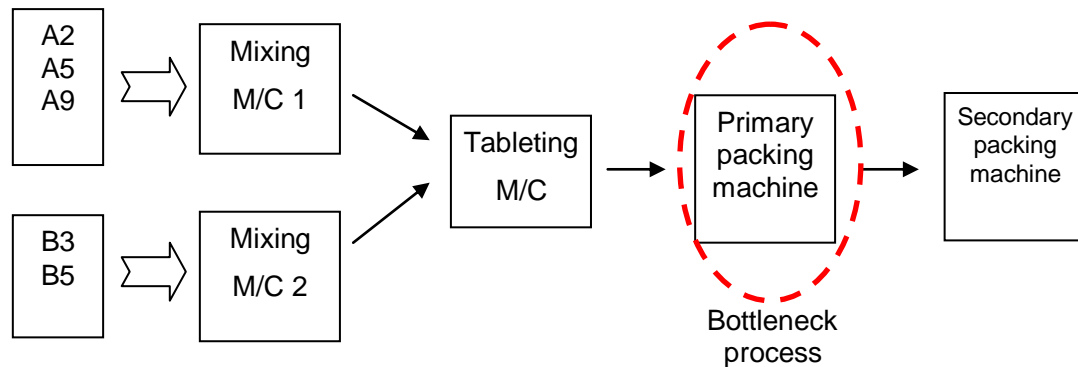 A2
A5
A9
Mixing
M/C 1
B3
B5
Mixing
M/C 2
Tableting
M/C
Primary
packing
machine
Bottleneck
process
Secondary
packing
machine